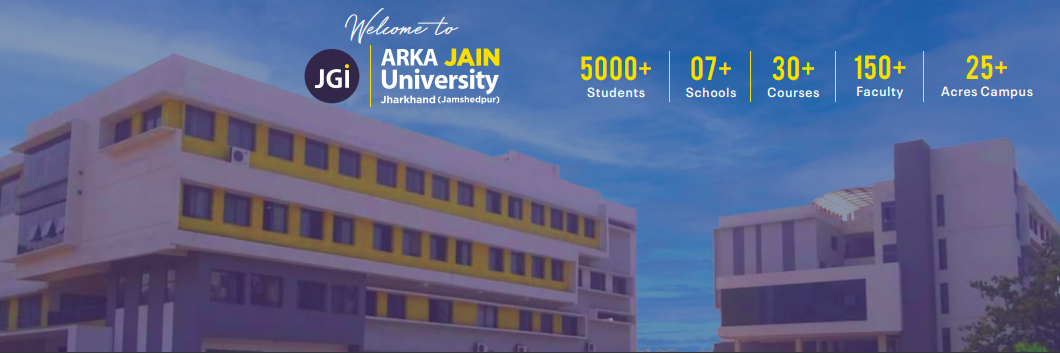 Welcome to
JGi
ARKA JAIN
University
Jharkhand (Jamshedpur)
5000+
Students
07+
Schools
30+
Courses
150+
Faculty
25+
Acres Campus